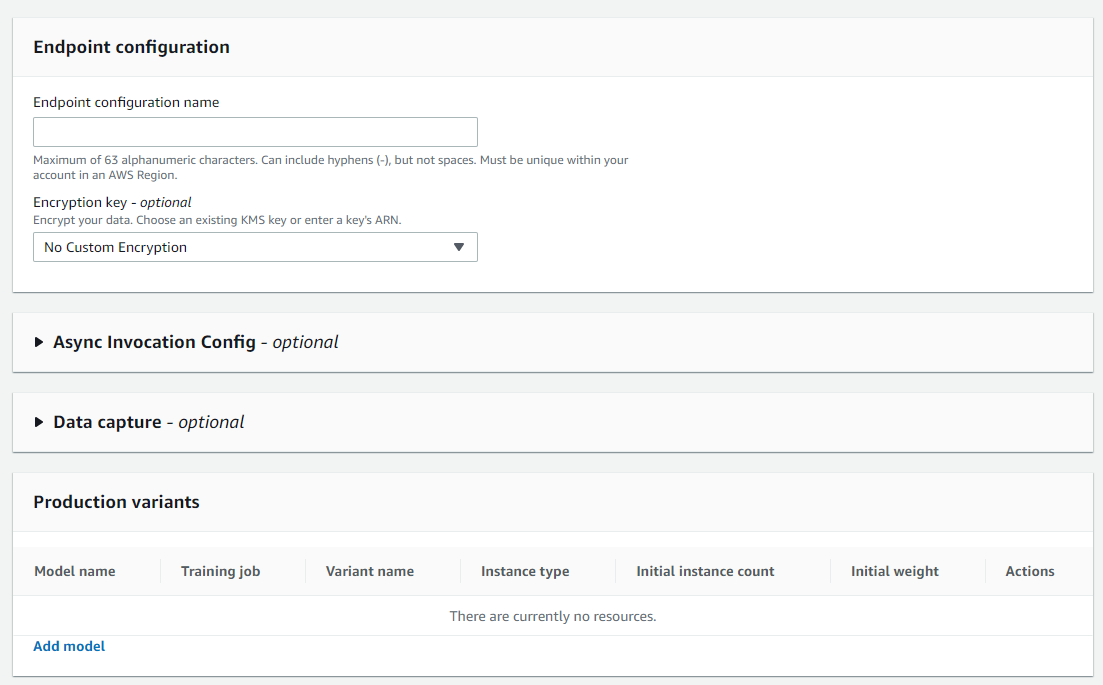 Endpoint configuration
Endpoint configuration name
Maximum of 63 alphanumeric characters. Can include hyphens (-), but not spaces. Must be unique within your
account in an AWS Region.
Encryption key - optional
Encrypt your data. Choose an existing KMS key or enter a key's ARN.
No Custom Encryption
Async Invocation Config - optional
Data capture - optional
Production variants
Model name Training job Variant name Instance type Initial instance count Initial weight Actions
There are currently no resources.
Add model